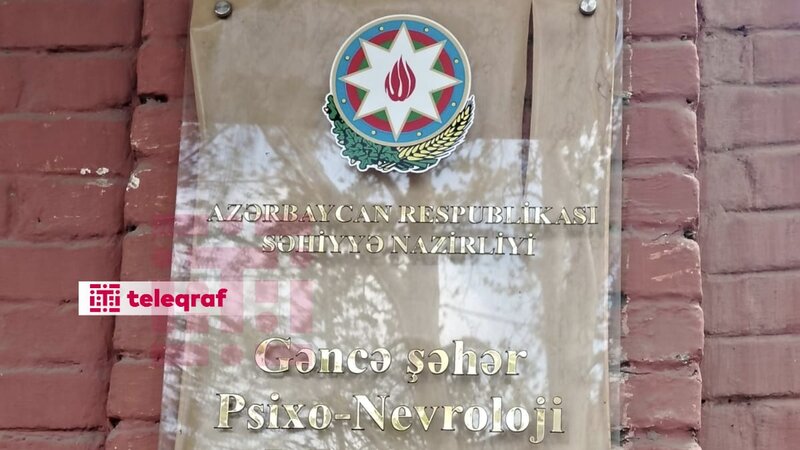 AZƏRBAYCAN RESPUBLİKASI
SƏHİYYƏ NAZİRLİYİ
teleqraf
Gəncə şəhər
Psixo-Nevroloji